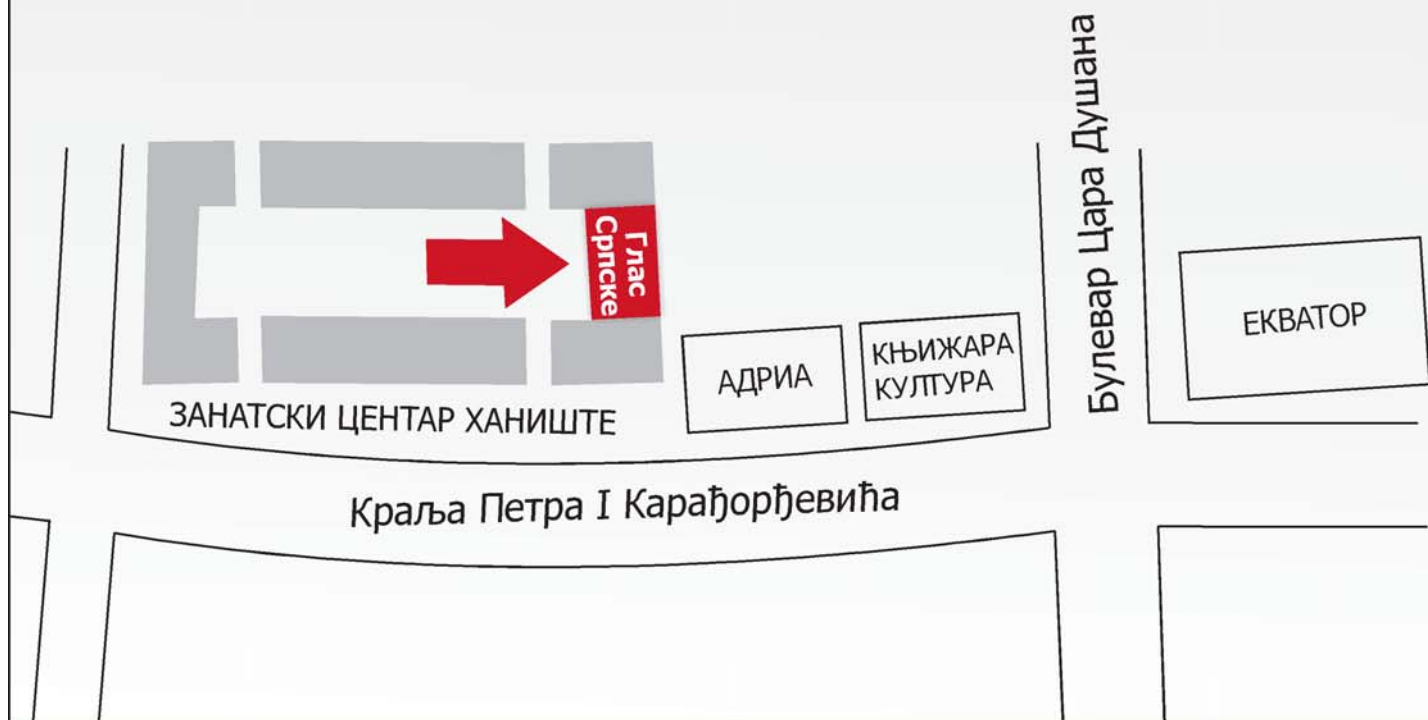 Булевар Цара Душана
Глас
Српске
ЕКВАТОР
КЊИЖАРА
КУЛТУРА
АДРИА
ЗАНАТСКИ ЦЕНТАР ХАНИШТЕ
Краља Петра I Карађорђевића